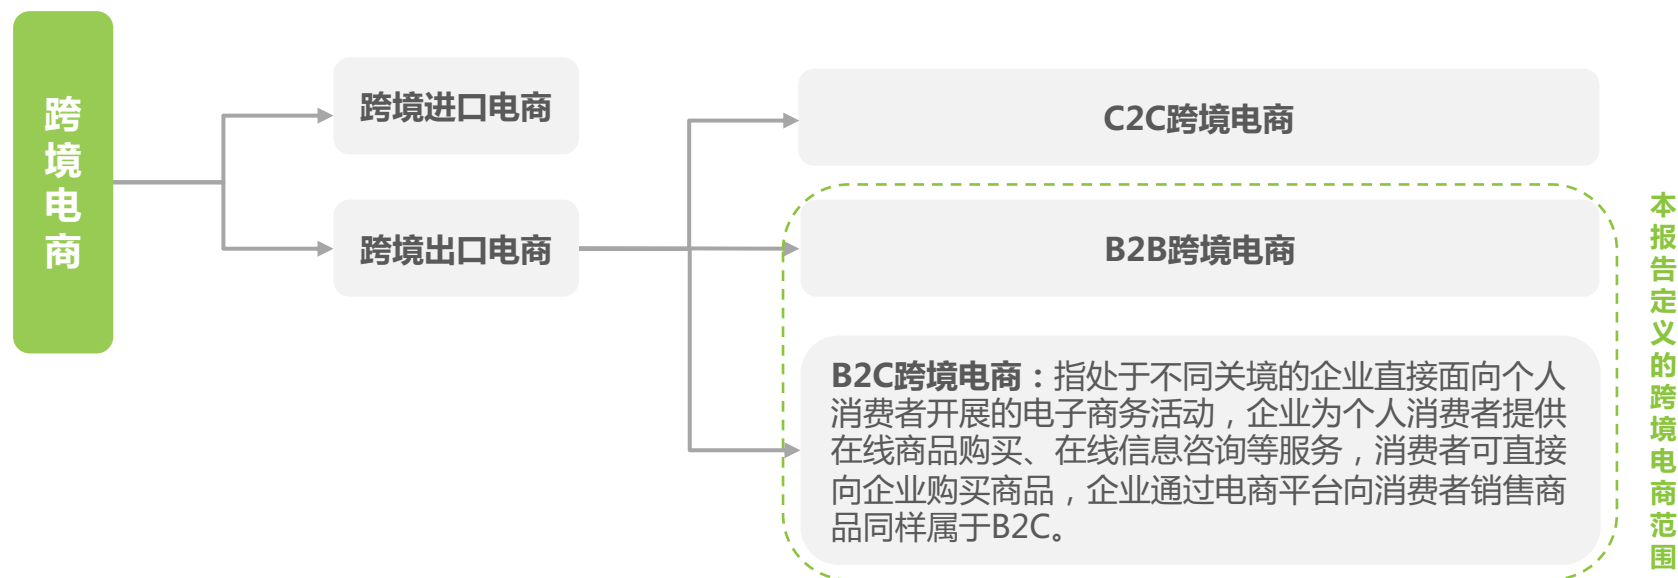 跨境电商
跨境进口电商
跨境出口电商
C2C跨境电商
B2B跨境电商
B2C跨境电商：指处于不同关境的企业直接面向个人
消费者开展的电子商务活动，企业为个人消费者提供
在线商品购买、在线信息咨询等服务，消费者可直接
向企业购买商品，企业通过电商平台向消费者销售商
品同样属于B2C。
本报告定义的跨境电商范围